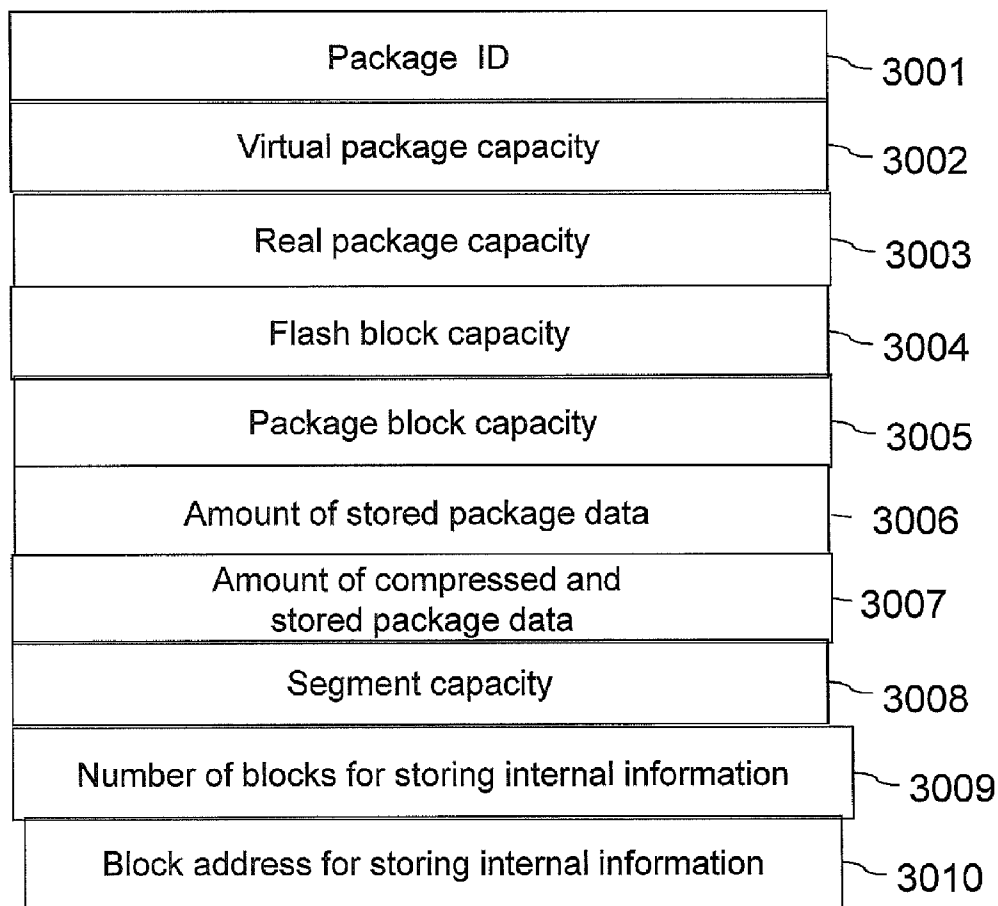 Package ID 3001
Virtual package capacity 3002
Real package capacity 3003
Flash block capacity 3004
Package block capacity 3005
Amount of stored package data 3006
Amount of compressed and
stored package data 3007
Segment capacity 3008
Number of blocks for storing internal information 3009
Block address for storing internal information 3010